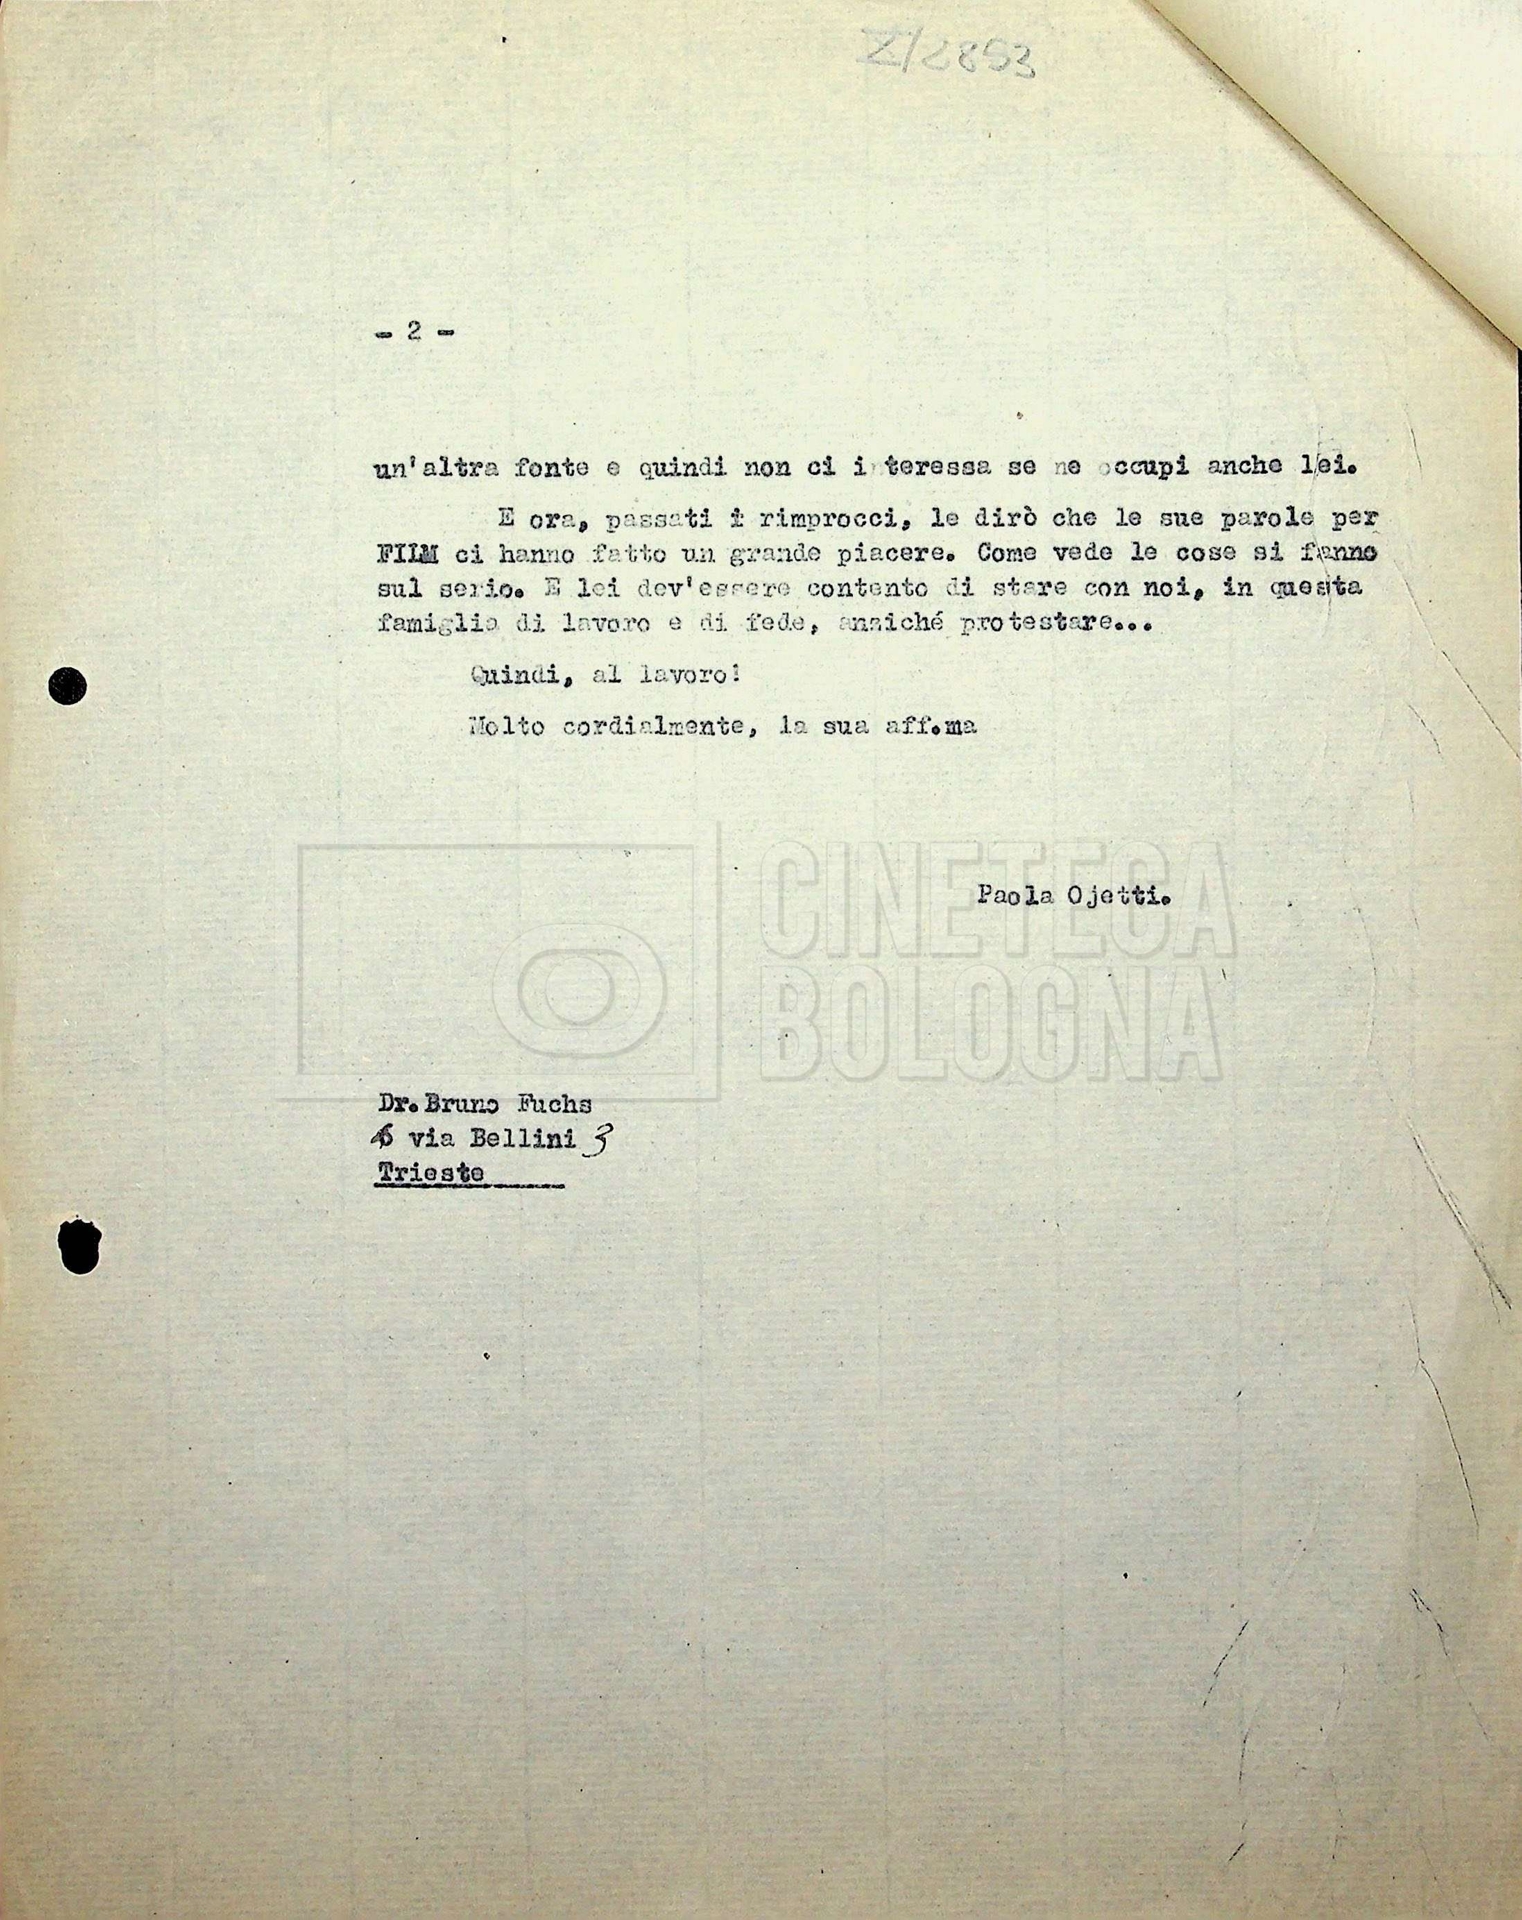 Z/2853
- 2 -
un'altra fonte e quindi non ci interessa se ne occupi anche lei.
E ora, passati i rimprocci, le dirò che le sue parole per
FILM ci hanno fatto un grande piacere. Come vede le cose si fanno
sul serio. E lei dev'essere contento di stare con noi, in questa
famiglia di lavoro e di fede, anziché protestare...
Quindi, al lavoro!
Molto cordialmente, la sua aff.ma
CINETECA
BOLOGNA
Paola Ojetti.
Dr. Bruno Fuchs
via Bellini 3
Trieste